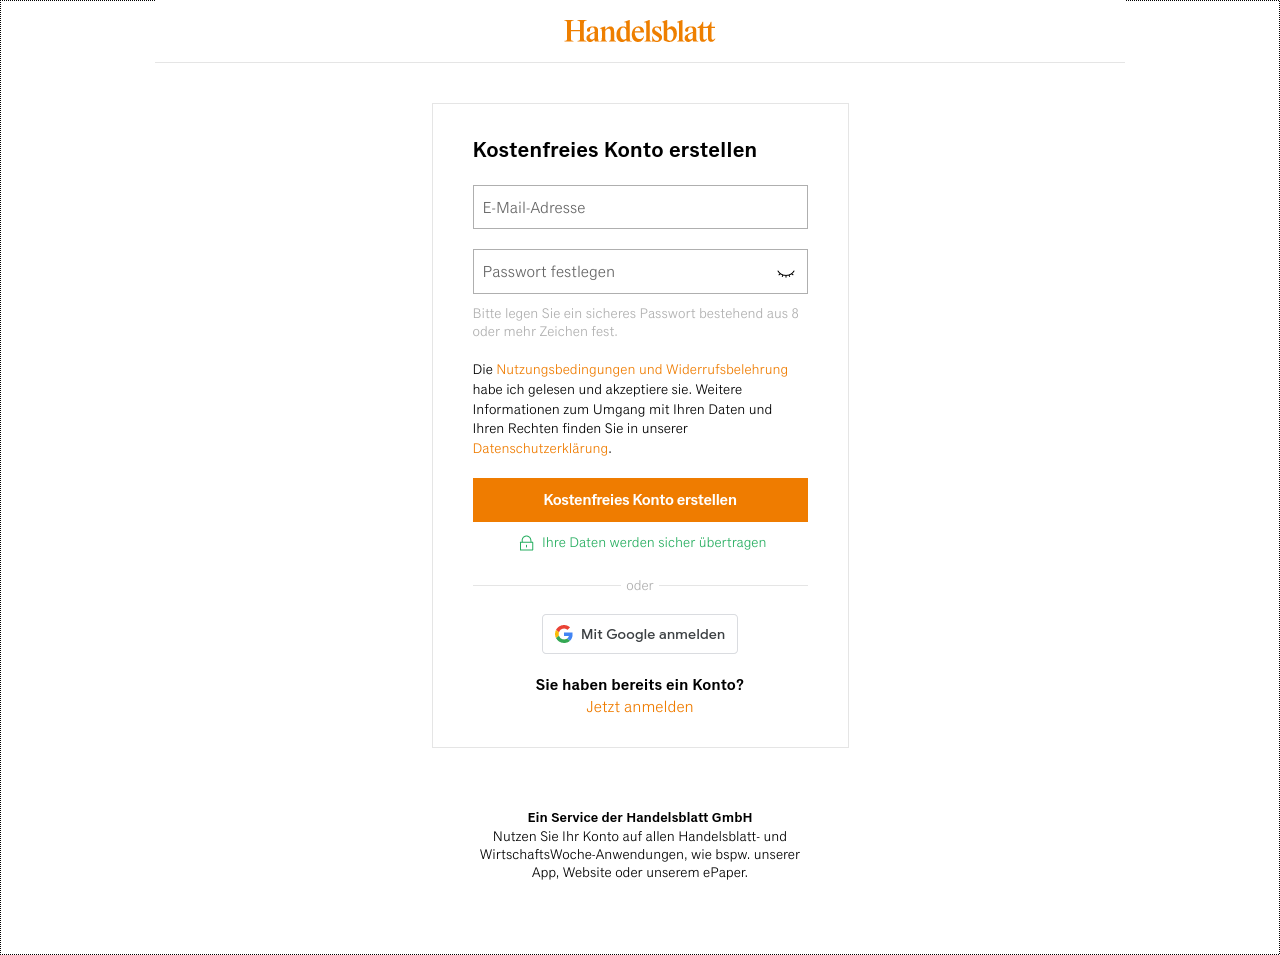 Handelsblatt
Kostenfreies Konto erstellen
E-Mail-Adresse
Passwort festlegen
Bitte legen Sie ein sicheres Passwort bestehend aus 8
oder mehr Zeichen fest.
Die Nutzungsbedingungen und Widerrufsbelehrung
habe ich gelesen und akzeptiere sie. Weitere
Informationen zum Umgang mit Ihren Daten und
Ihren Rechten finden Sie in unserer
Datenschutzerklärung.
Kostenfreies Konto erstellen
Ihre Daten werden sicher übertragen
oder
Mit Google anmelden
Sie haben bereits ein Konto?
Jetzt anmelden
Ein Service der Handelsblatt GmbH
Nutzen Sie Ihr Konto auf allen Handelsblatt- und
WirtschaftsWoche-Anwendungen, wie bspw. unserer
App, Website oder unserem ePaper.